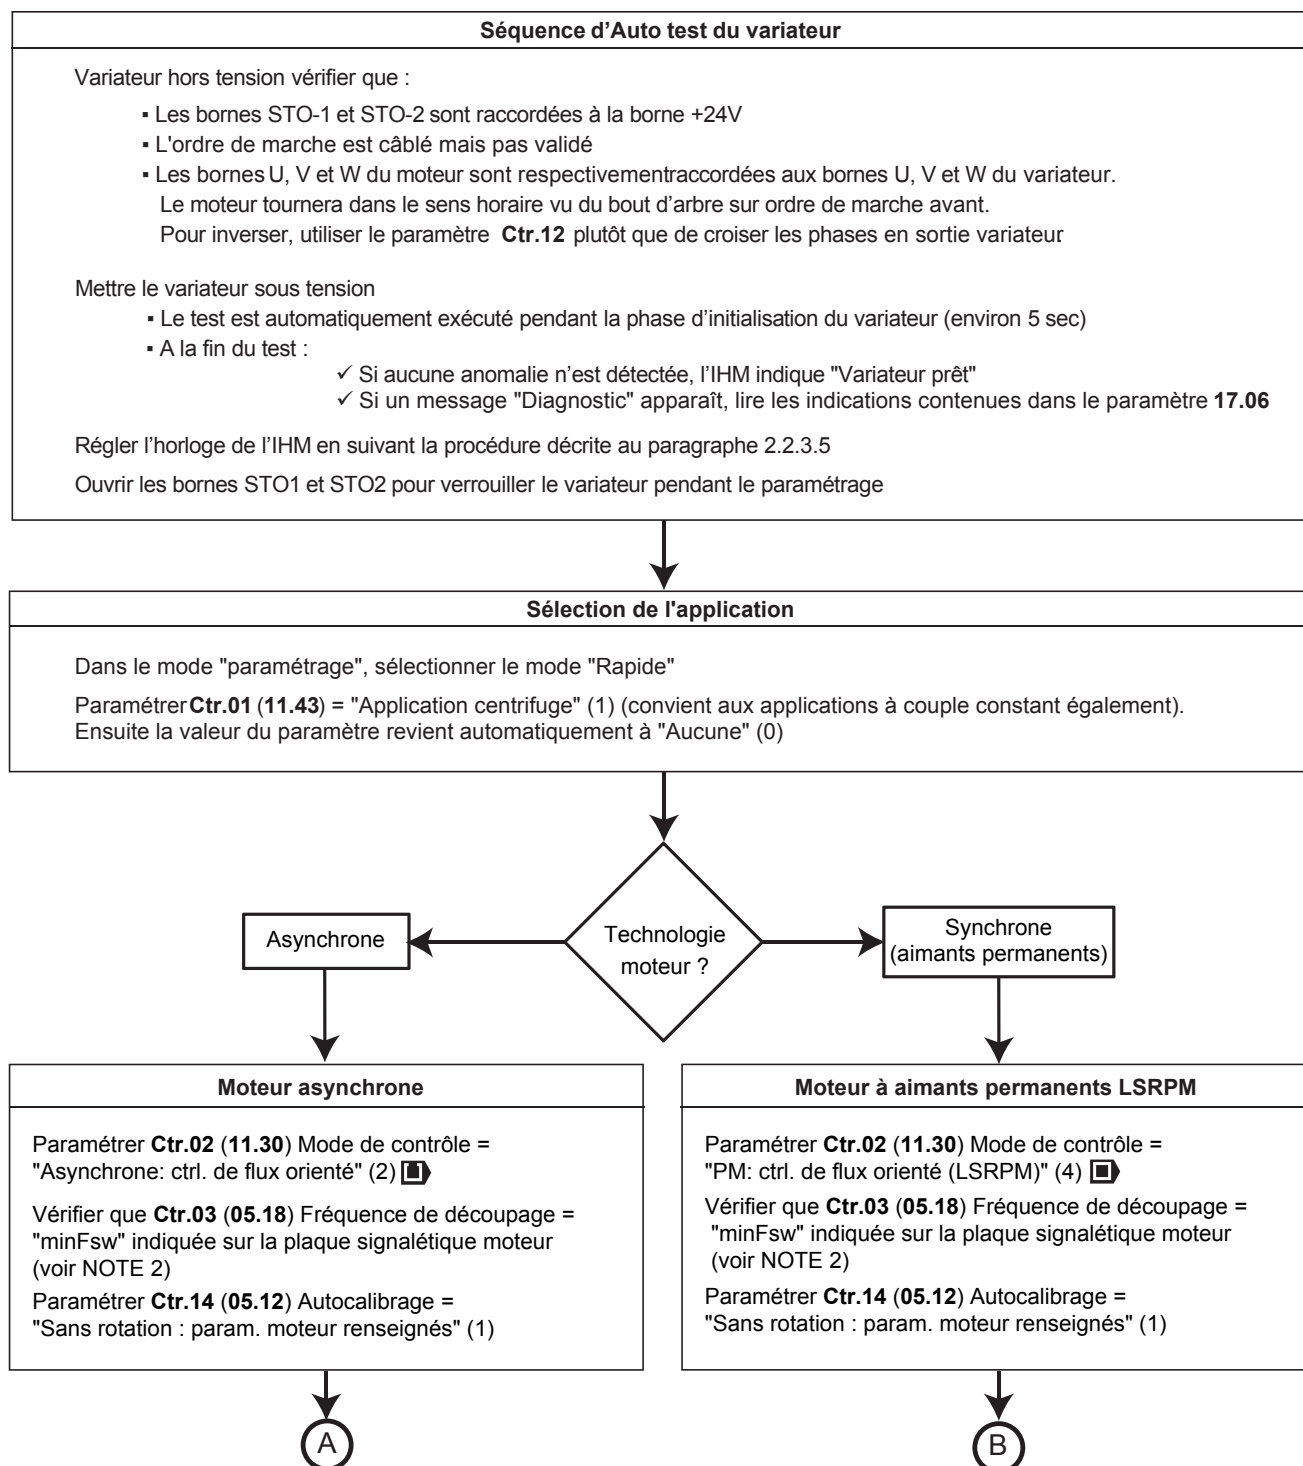 Séquence d'Auto test du variateur
Variateur hors tension vérifier que :
▪ Les bornes STO-1 et STO-2 sont raccordées à la borne +24V
▪ L'ordre de marche est câblé mais pas validé
▪ Les bornes U, V et W du moteur sont respectivementraccordées aux bornes U, V et W du variateur.
Le moteur tournera dans le sens horaire vu du bout d'arbre sur ordre de marche avant.
Pour inverser, utiliser le paramètre Ctr.12 plutôt que de croiser les phases en sortie variateur.
Mettre le variateur sous tension
▪ Le test est automatiquement exécuté pendant la phase d'initialisation du variateur (environ 5 sec)
▪ A la fin du test :
✓ Si aucune anomalie n'est détectée, l'IHM indique "Variateur prêt"
✓ Si un message "Diagnostic" apparaît, lire les indications contenues dans le paramètre 17.06
Régler l'horloge de l'IHM en suivant la procédure décrite au paragraphe 2.2.3.5
Ouvrir les bornes STO1 et STO2 pour verrouiller le variateur pendant le paramétrage
Sélection de l'application
Dans le mode "paramétrage", sélectionner le mode "Rapide"
Paramétrer Ctr.01 (11.43) = "Application centrifuge" (1) (convient aux applications à couple constant également).
Ensuite la valeur du paramètre revient automatiquement à "Aucune" (0)
Technologie
moteur ?
Asynchrone
Synchrone
(aimants permanents)
Moteur asynchrone
Paramétrer Ctr.02 (11.30) Mode de contrôle =
"Asynchrone: ctrl. de flux orienté" (2)
Vérifier que Ctr.03 (05.18) Fréquence de découpage =
"minFsw" indiquée sur la plaque signalétique moteur
(voir NOTE 2)
Paramétrer Ctr.14 (05.12) Autocalibrage =
"Sans rotation : param. moteur renseignés" (1)
A
Moteur à aimants permanents LSRPM
Paramétrer Ctr.02 (11.30) Mode de contrôle =
"PM: ctrl. de flux orienté (LSRPM)" (4)
Vérifier que Ctr.03 (05.18) Fréquence de découpage =
"minFsw" indiquée sur la plaque signalétique moteur
(voir NOTE 2)
Paramétrer Ctr.14 (05.12) Autocalibrage =
"Sans rotation : param. moteur renseignés" (1)
B